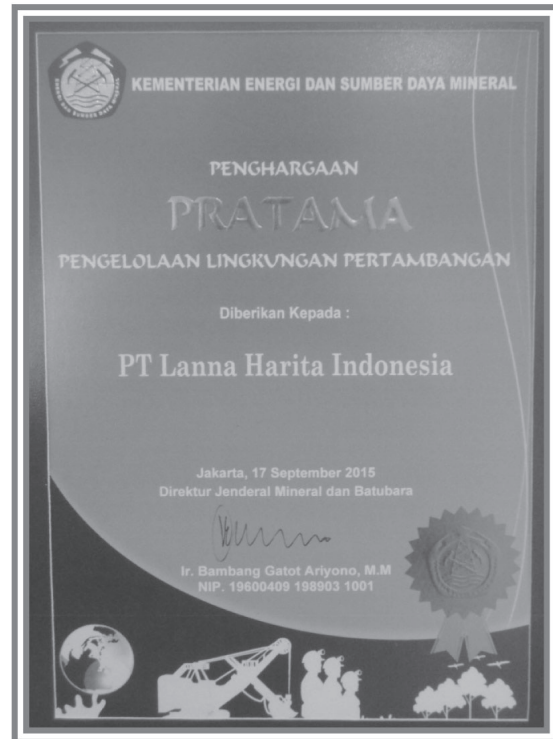 KEMENTERIAN ENERGI DAN SUMBER DAYA MINERAL
PENGHARGAAN
PRATAMA
PENGELOLAAN LINGKUNGAN PERTAMBANGAN
Diberikan Kepada :
PT Lanna Harita Indonesia
Jakarta, 17 September 2015
Direktur Jenderal Mineral dan Batubara
Ir. Bambang Gatot Ariyono, M.M
NIP. 19600409 198903 1001